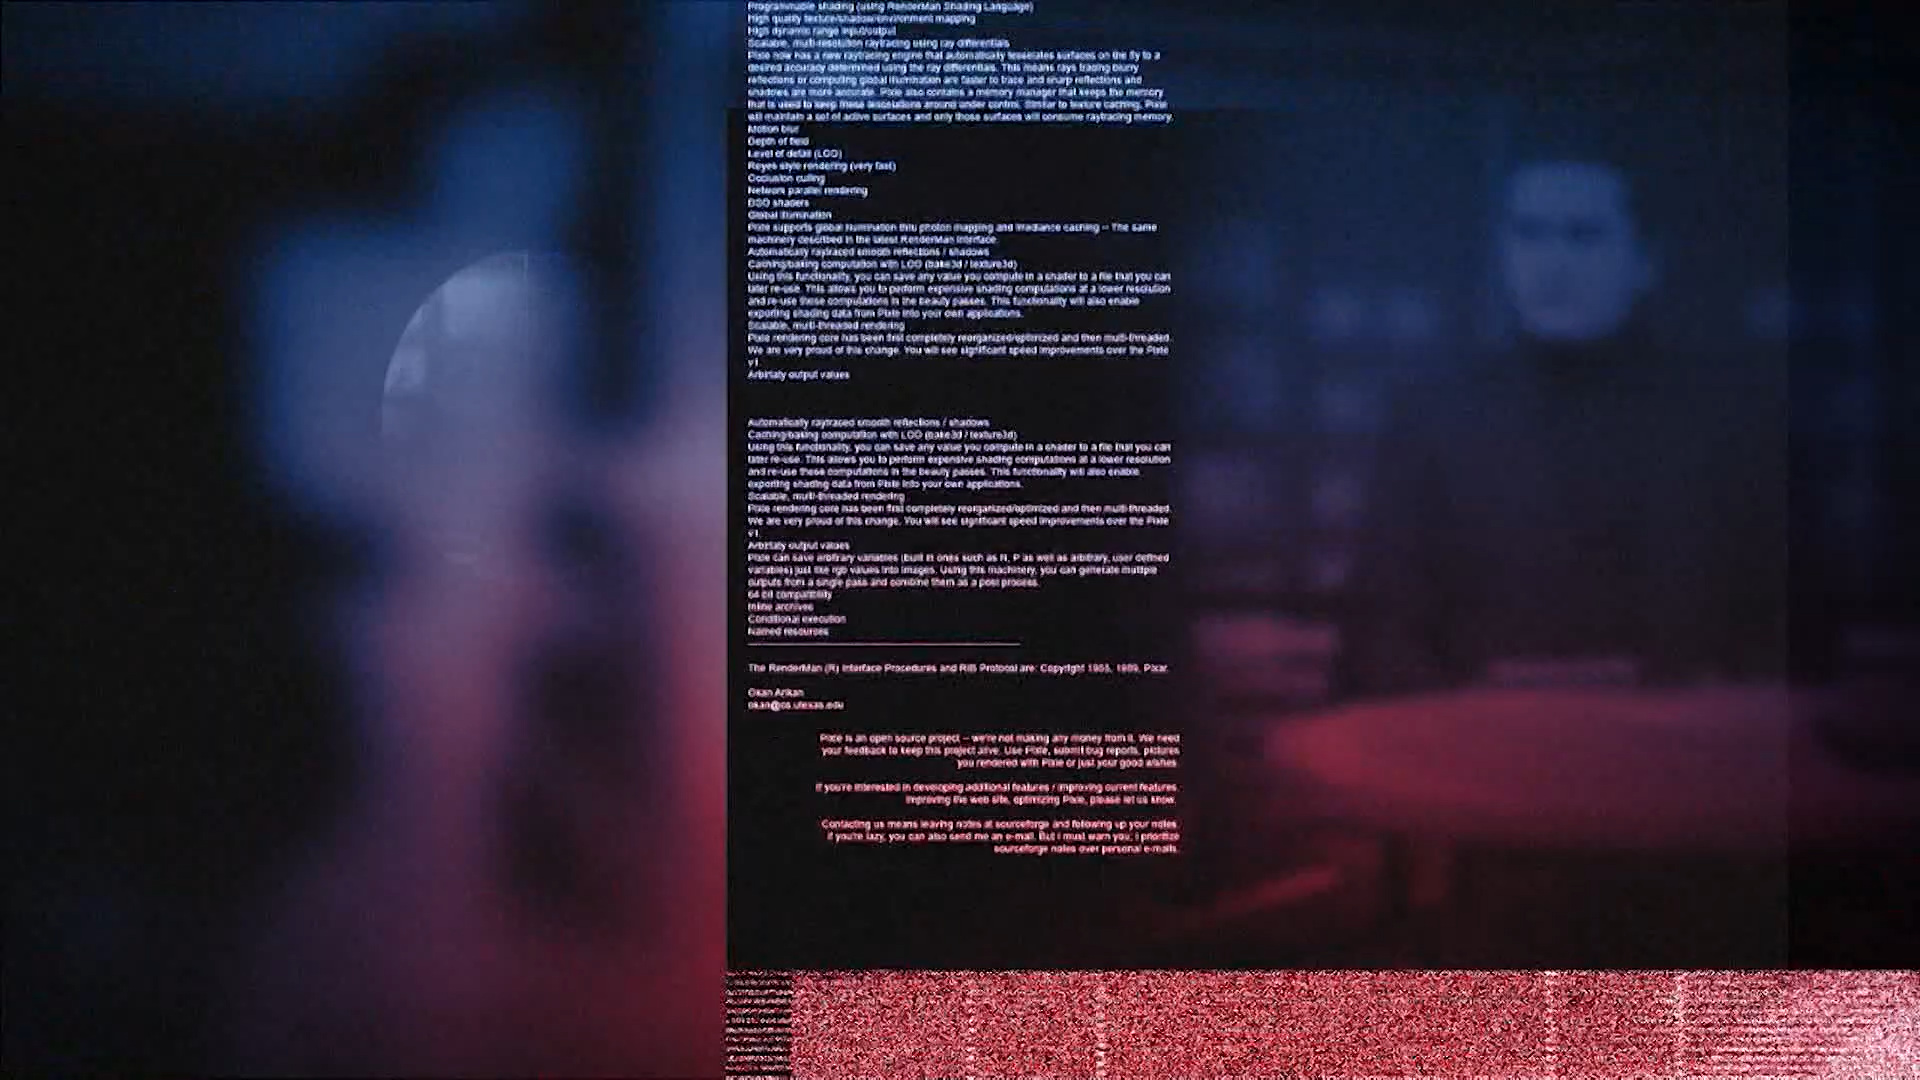 Programmable shading (using RenderMan Shading Language)
High quality texture/shadow/environment mapping
High dynamic range input/output
Scalable, multi-resolution raytracing using ray differentials
Pixie now has a new raytracing engine that automatically tesselates surfaces on the fly to a
desired accuracy determined using the ray differentials. This means rays tracing blurry
reflections or computing global illumination are faster to trace and sharp reflections and
shadows are more accurate. Pixie also contains a memory manager that keeps the memory
that is used to keep these tesselations around under control. Similar to texture caching, Pixie
will maintain a set of active surfaces and only those surfaces will consume raytracing memory.
Motion blur
Depth of field
Level of detail (LOD)
Reyes style rendering (very fast)
Occlusion culling
Network parallel rendering
DSO shaders
Global illumination
Pixie supports global illumination thru photon mapping and irradiance caching -- The same
machinery described in the latest RenderMan Interface.
Automatically raytraced smooth reflections / shadows
Caching/baking computation with LOD (bake3d / texture3d)
Using this functionality, you can save any value you compute in a shader to a file that you can
later re-use. This allows you to perform expensive shading computations at a lower resolution
and re-use these computations in the beauty passes. This functionality will also enable
exporting shading data from Pixie into your own applications.
Scalable, multi-threaded rendering
Pixie rendering core has been first completely reorganized/optimized and then multi-threaded.
We are very proud of this change. You will see significant speed improvements over the Pixie
v1.
Arbirtaty output values
Automatically raytraced smooth reflections / shadows
Caching/baking computation with LOD (bake3d / texture3d)
Using this functionality, you can save any value you compute in a shader to a file that you can
later re-use. This allows you to perform expensive shading computations at a lower resolution
and re-use these computations in the beauty passes. This functionality will also enable
exporting shading data from Pixie into your own applications.
Scalable, multi-threaded rendering
Pixie rendering core has been first completely reorganized/optimized and then multi-threaded.
We are very proud of this change. You will see significant speed improvements over the Pixie
v1.
Arbirtaty output values
Pixie can save arbitrary variables (built in ones such as N, P as well as arbitrary, user defined
variables) just like rgb values into images. Using this machinery, you can generate multiple
outputs from a single pass and combine them as a post process.
64 bit compatibility
Inline archives
Conditional execution
Named resources
The RenderMan (R) Interface Procedures and RIB Protocol are: Copyright 1988, 1989, Pixar.
Okan Arikan
okan@cs.utexas.edu
Pixie is an open source project -- we're not making any money from it. We need
your feedback to keep this project alive. Use Pixie, submit bug reports, pictures
you rendered with Pixie or just your good wishes.
If you're interested in developing additional features / improving current features,
improving the web site, optimizing Pixie, please let us know.
Contacting us means leaving notes at sourceforge and following up your notes.
If you're lazy, you can also send me an e-mail. But I must warn you; I prioritize
sourceforge notes over personal e-mails.